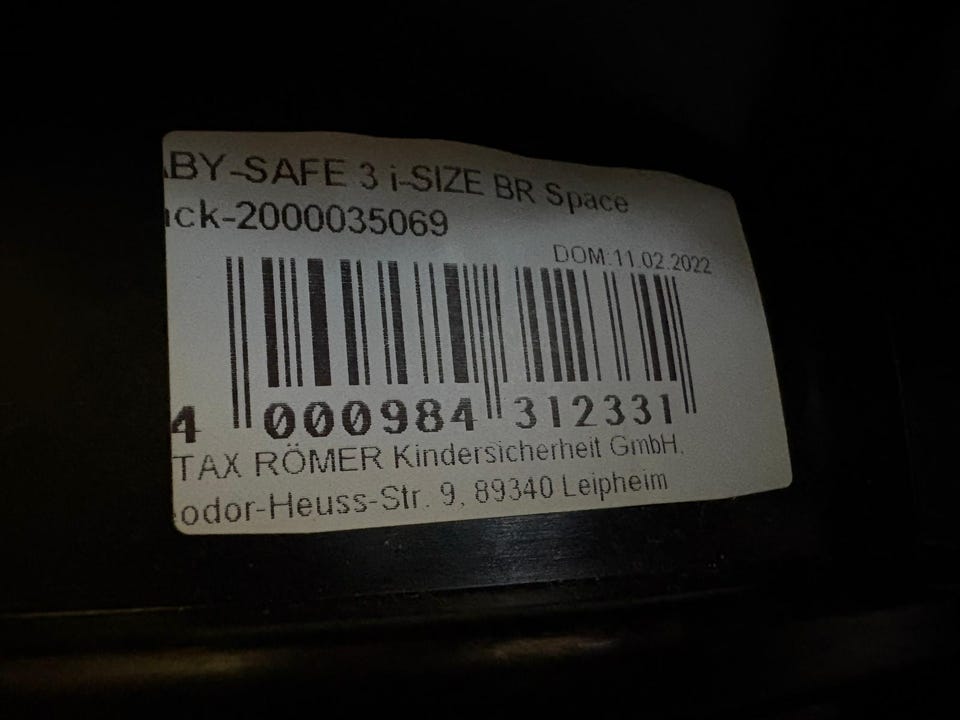 ABY-SAFE 3 i-SIZE BR Space
ack-2000035069
DOM:11.02.2022
4 000984 312331
TAX RÖMER Kindersicherheit GmbH,
odor-Heuss-Str. 9, 89340 Leipheim